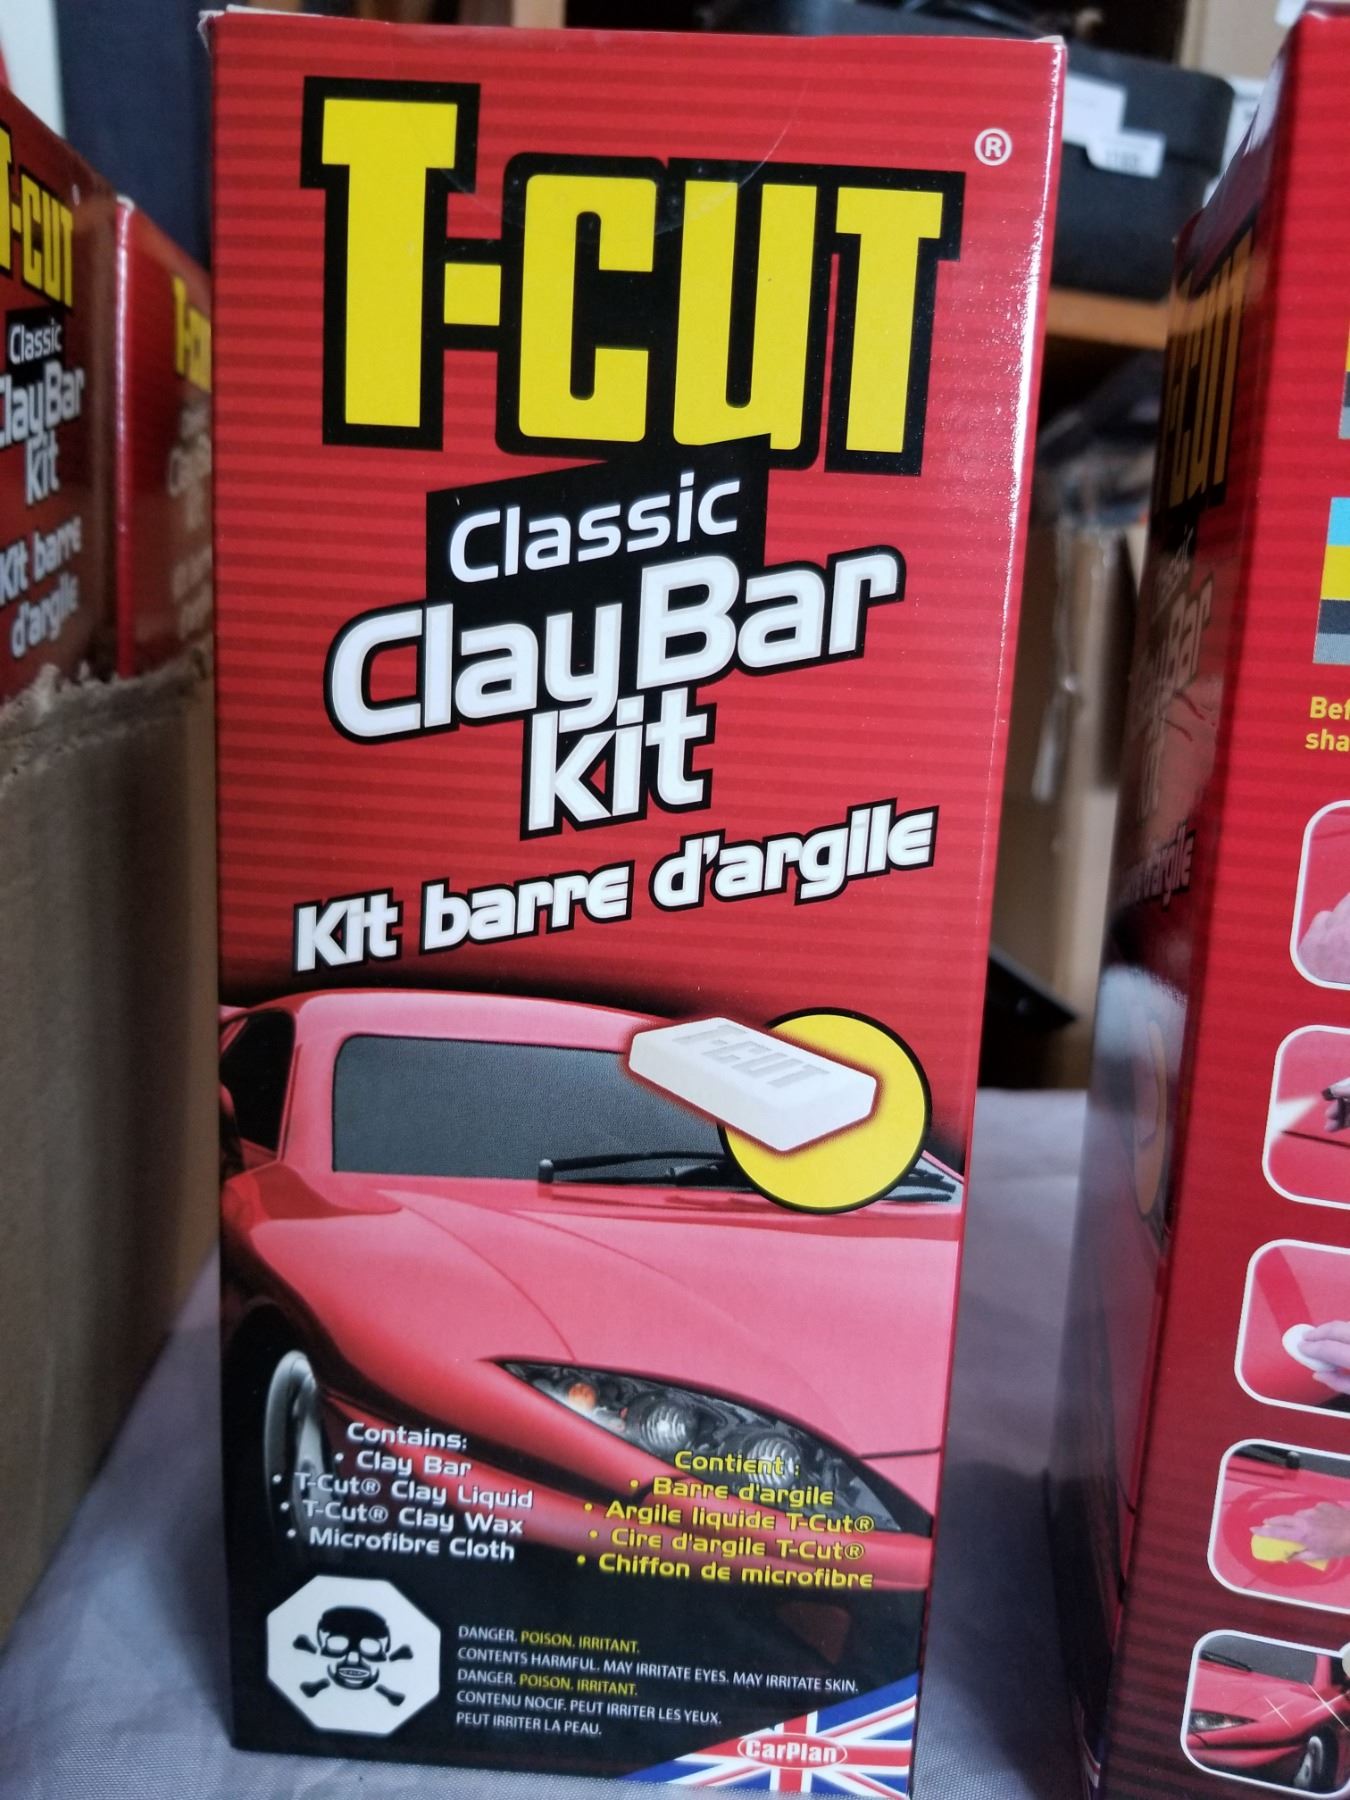 T-CUT
®
Classic
Clay Bar
Kit
Kit barre d'argile
T-CUT
Contains:
• Clay Bar
• T-Cut® Clay Liquid
• T-Cut® Clay Wax
• Microfibre Cloth
Contient :
• Barre d'argile
• Argile liquide T-Cut®
• Cire d'argile T-Cut®
• Chiffon de microfibre
DANGER. POISON. IRRITANT.
CONTENTS HARMFUL. MAY IRRITATE EYES. MAY IRRITATE SKIN.
DANGER. POISON. IRRITANT.
CONTENU NOCIF. PEUT IRRITER LES YEUX.
PEUT IRRITER LA PEAU.
CarPlan
T-CUT
Classic
Clay Bar
Kit
Kit barre
d'argile
T-CUT
Classic